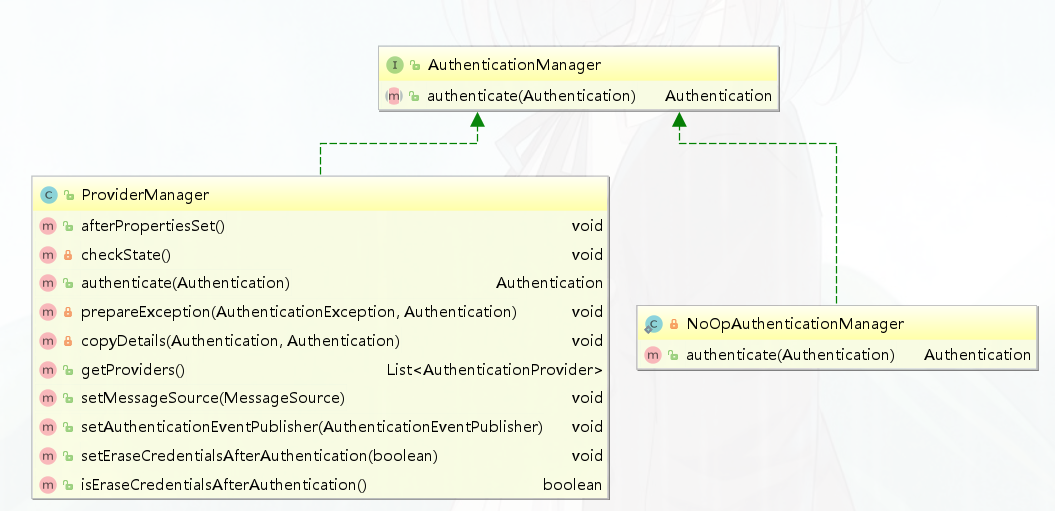 AuthenticationManager
authenticate(Authentication) Authentication
ProviderManager
afterPropertiesSet() void
checkState() void
authenticate(Authentication) Authentication
prepareException(AuthenticationException, Authentication) void
copyDetails(Authentication, Authentication) void
getProviders() List<AuthenticationProvider>
setMessageSource(MessageSource) void
setAuthenticationEventPublisher(AuthenticationEventPublisher) void
setEraseCredentialsAfterAuthentication(boolean) void
isEraseCredentialsAfterAuthentication() boolean
NoOpAuthenticationManager
authenticate(Authentication) Authentication